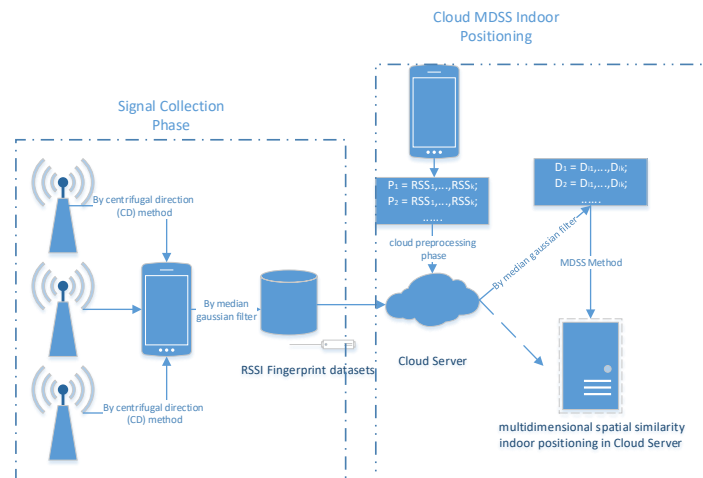 Cloud MDSS Indoor
Positioning
Signal Collection
Phase
By centrifugal direction
(CD) method
P₁ = RSS₁,...,RSSₖ;
P₂ = RSS₁,...,RSSₖ;
......
D₁ = Dᵢ₁,...,Dᵢₖ;
D₂ = Dᵢ₁,...,Dᵢₖ;
......
cloud preprocessing
phase
By median gaussian filter
MDSS Method
By median
gaussian filter
RSSI Fingerprint datasets
Cloud Server
By centrifugal direction
(CD) method
multidimensional spatial similarity
indoor positioning in Cloud Server